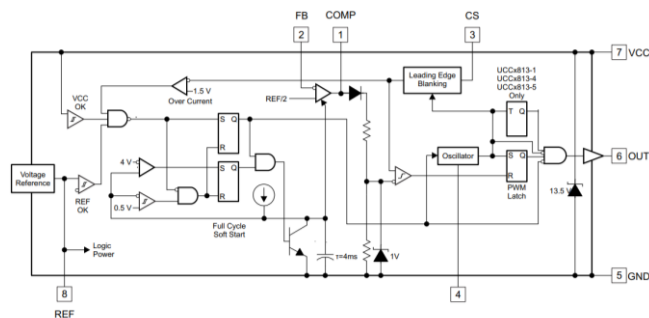 FB
COMP
CS
2
1
3
7 VCC
VCC
OK
1.5 V
Over Current
REF/2
Leading Edge
Blanking
UCCx813-1
UCCx813-4
UCCx813-5
Only
T Q
S Q
R
4 V
S Q
R
Oscillator
S Q
R
PWM
Latch
6 OUT
Voltage
Reference
REF
OK
0.5 V
13.5 V
Full Cycle
Soft Start
Logic
Power
τ=4ms
1V
8
4
5 GND
REF